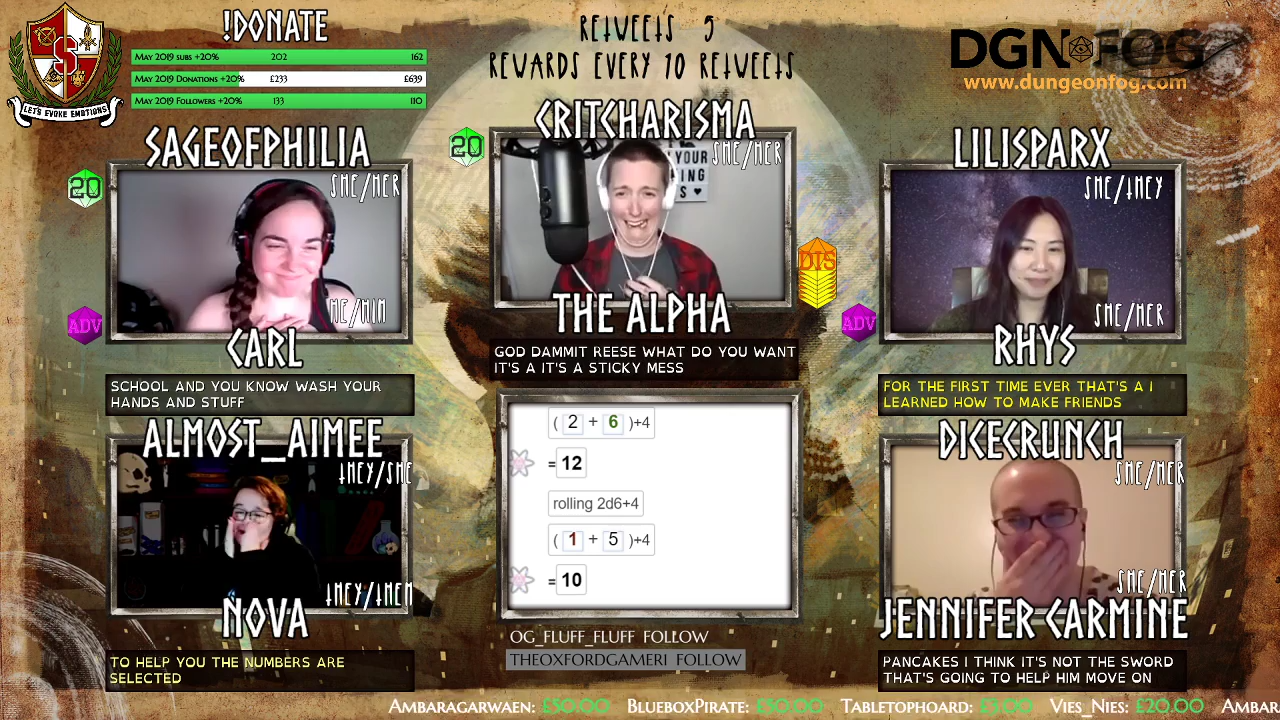 !DONATE
MAY 2019 SUBS +20% 202 162
MAY 2019 DONATIONS +20% £233 £639
MAY 2019 FOLLOWERS +20% 133 110
LET'S EVOKE EMOTIONS
RETWEETS 5
REWARDS EVERY 10 RETWEETS
DGNFOG
www.dungeonfog.com
SAGEOFPHILIA
SHE/HER
20
HE/HIM
ADV
CARL
SCHOOL AND YOU KNOW WASH YOUR
HANDS AND STUFF
CRITCHARISMA
SHE/HER
20
YOUR
ING
S ♥
DIS
THE ALPHA
GOD DAMMIT REESE WHAT DO YOU WANT
IT'S A IT'S A STICKY MESS
LILISPARX
SHE/THEY
SHE/HER
ADV
RHYS
FOR THE FIRST TIME EVER THAT'S A I
LEARNED HOW TO MAKE FRIENDS
ALMOST_AIMEE
THEY/SHE
THEY/THEM
NOVA
TO HELP YOU THE NUMBERS ARE
SELECTED
( 2 + 6 )+4
= 12
rolling 2d6+4
( 1 + 5 )+4
= 10
OG_FLUFF_FLUFF FOLLOW
THEOXFORDGAMER1 FOLLOW
DICECRUNCH
SHE/HER
SHE/HER
JENNIFER CARMINE
PANCAKES I THINK IT'S NOT THE SWORD
THAT'S GOING TO HELP HIM MOVE ON
AMBARAGARWAEN: £50.00 BLUEBOXPIRATE: £50.00 TABLETOPHOARD: £5.00 VIES_NIES: £20.00 AMBAR